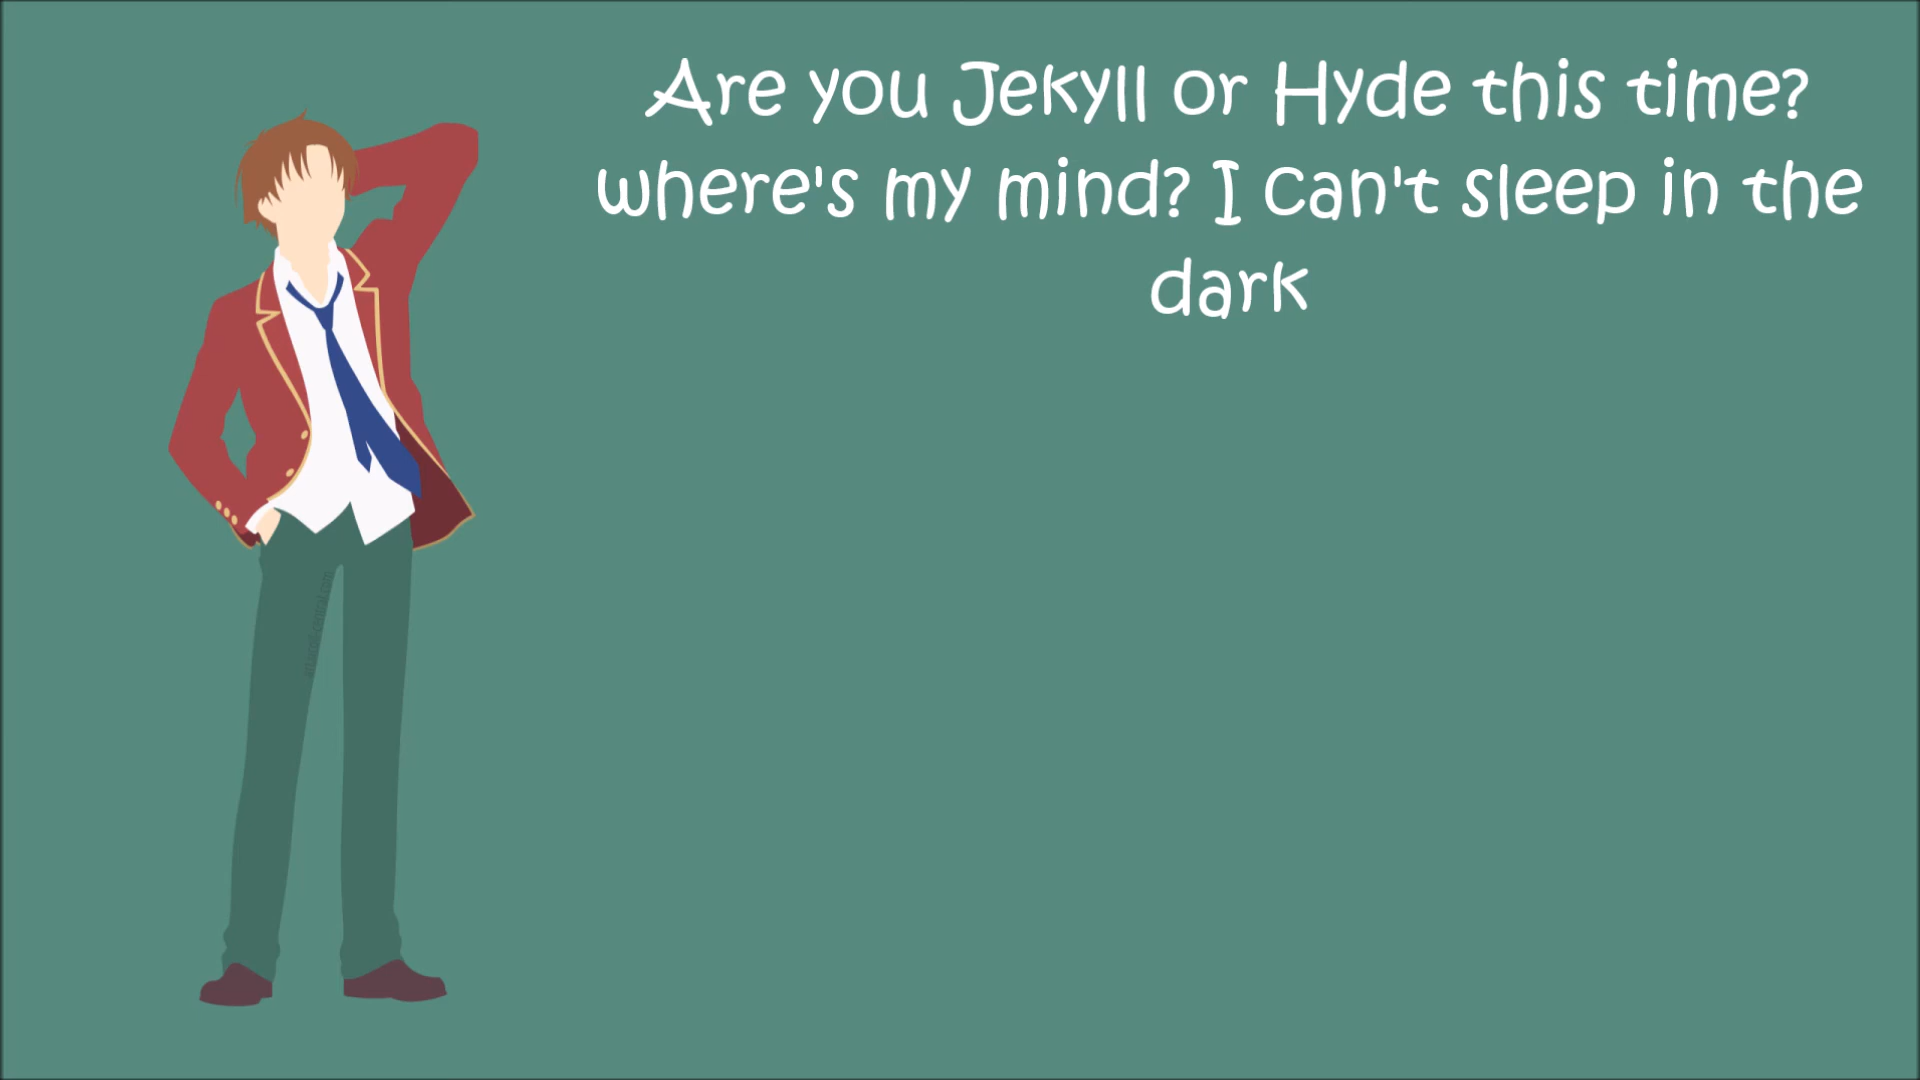 Are you Jekyll or Hyde this time?
where's my mind? I can't sleep in the
dark